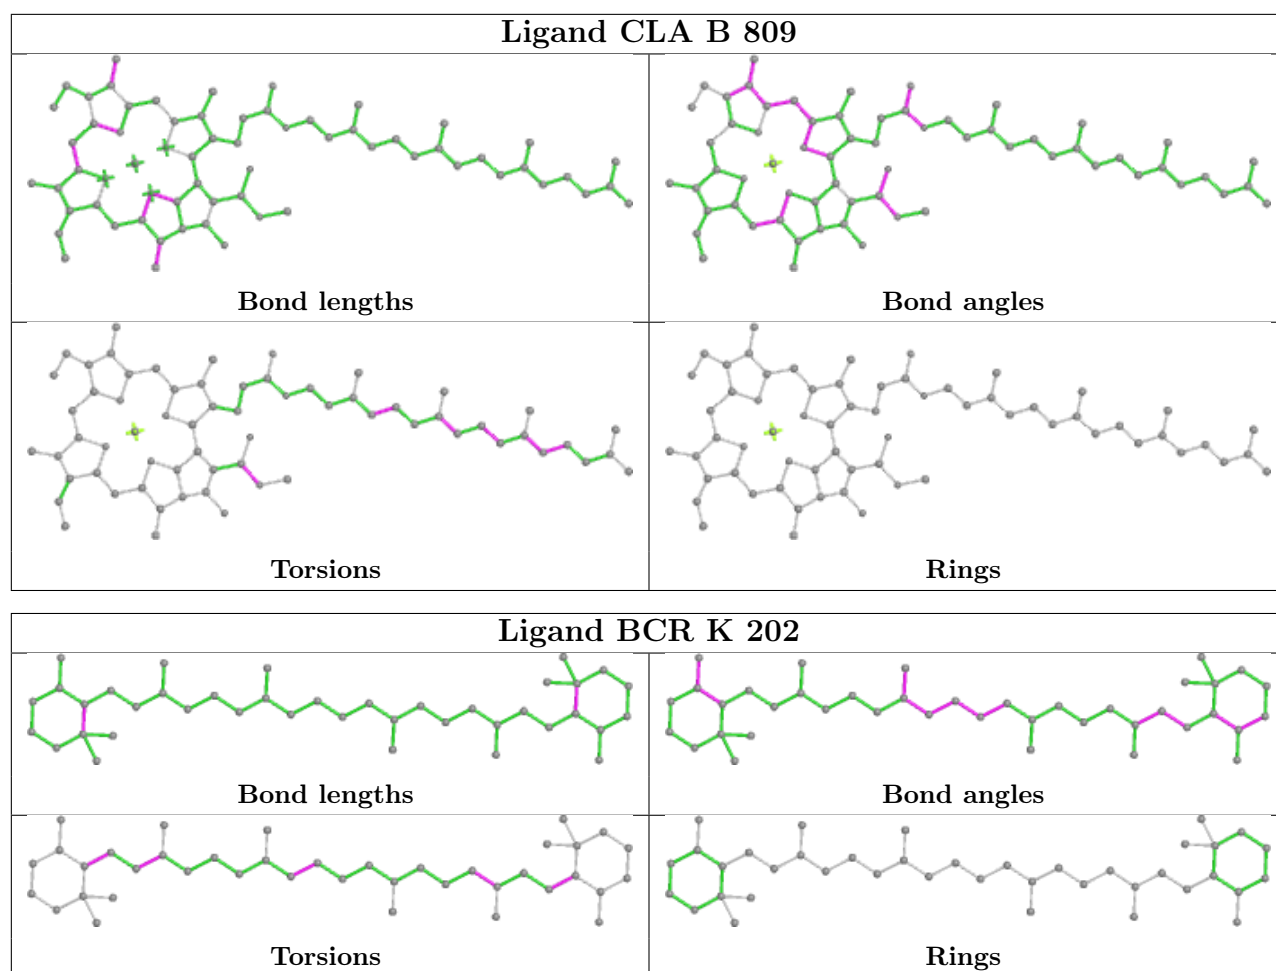 Ligand CLA B 809
Bond lengths
Bond angles
Torsions
Rings
Ligand BCR K 202
Bond lengths
Bond angles
Torsions
Rings